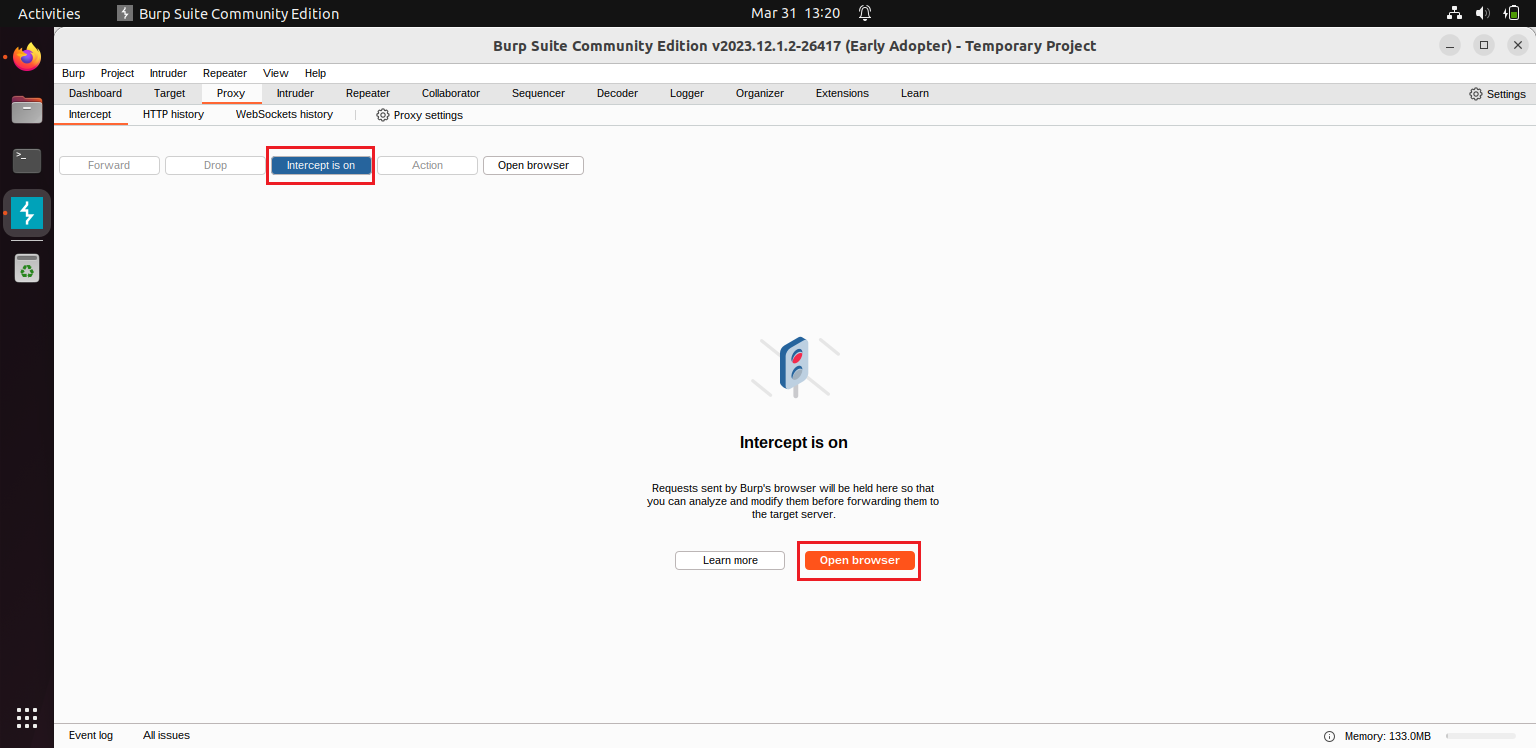 Activities Burp Suite Community Edition Mar 31 13:20
Burp Suite Community Edition v2023.12.1.2-26417 (Early Adopter) - Temporary Project
Burp Project Intruder Repeater View Help
Dashboard Target Proxy Intruder Repeater Collaborator Sequencer Decoder Logger Organizer Extensions Learn Settings
Intercept HTTP history WebSockets history Proxy settings
Forward Drop Intercept is on Action Open browser
Intercept is on
Requests sent by Burp's browser will be held here so that
you can analyze and modify them before forwarding them to
the target server.
Learn more Open browser
Event log All issues Memory: 133.0MB